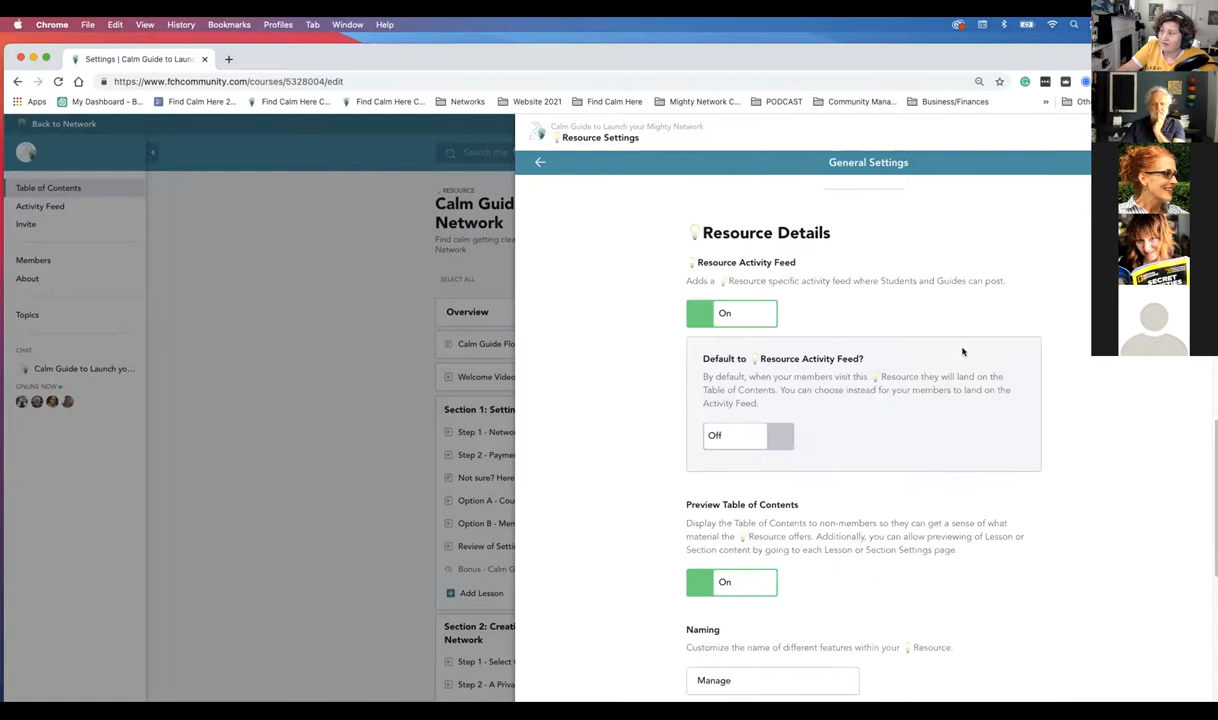 Chrome File Edit View History Bookmarks Profiles Tab Window Help
Settings | Calm Guide to Launc
https://www.fchcommunity.com/courses/5328004/edit
Apps My Dashboard - B... Find Calm Here 2... Find Calm Here C... Find Calm Here C... Networks Website 2021 Find Calm Here Mighty Network C... PODCAST Community Mana... Business/Finances » Oth
Back to Network
Calm Guide to Launch your Mighty Network
Resource Settings
Search this
General Settings
Table of Contents
Activity Feed
Invite
Members
About
Topics
CHAT
Calm Guide to Launch yo...
ONLINE NOW
RESOURCE
Calm Guid
Network
Find calm getting clea
Network
SELECT ALL
Overview
Calm Guide Flo
Welcome Video
Section 1: Settin
Step 1 - Netwo
Step 2 - Payme
Not sure? Here
Option A - Cou
Option B - Mem
Review of Setti
Bonus - Calm G
Add Lesson
Section 2: Creati
Network
Step 1 - Select t
Step 2 - A Priva
Resource Details
Resource Activity Feed
Adds a Resource specific activity feed where Students and Guides can post.
On
Default to Resource Activity Feed?
By default, when your members visit this Resource they will land on the
Table of Contents. You can choose instead for your members to land on the
Activity Feed.
Off
Preview Table of Contents
Display the Table of Contents to non-members so they can get a sense of what
material the Resource offers. Additionally, you can allow previewing of Lesson or
Section content by going to each Lesson or Section Settings page.
On
Naming
Customize the name of different features within your Resource.
Manage
SECRET